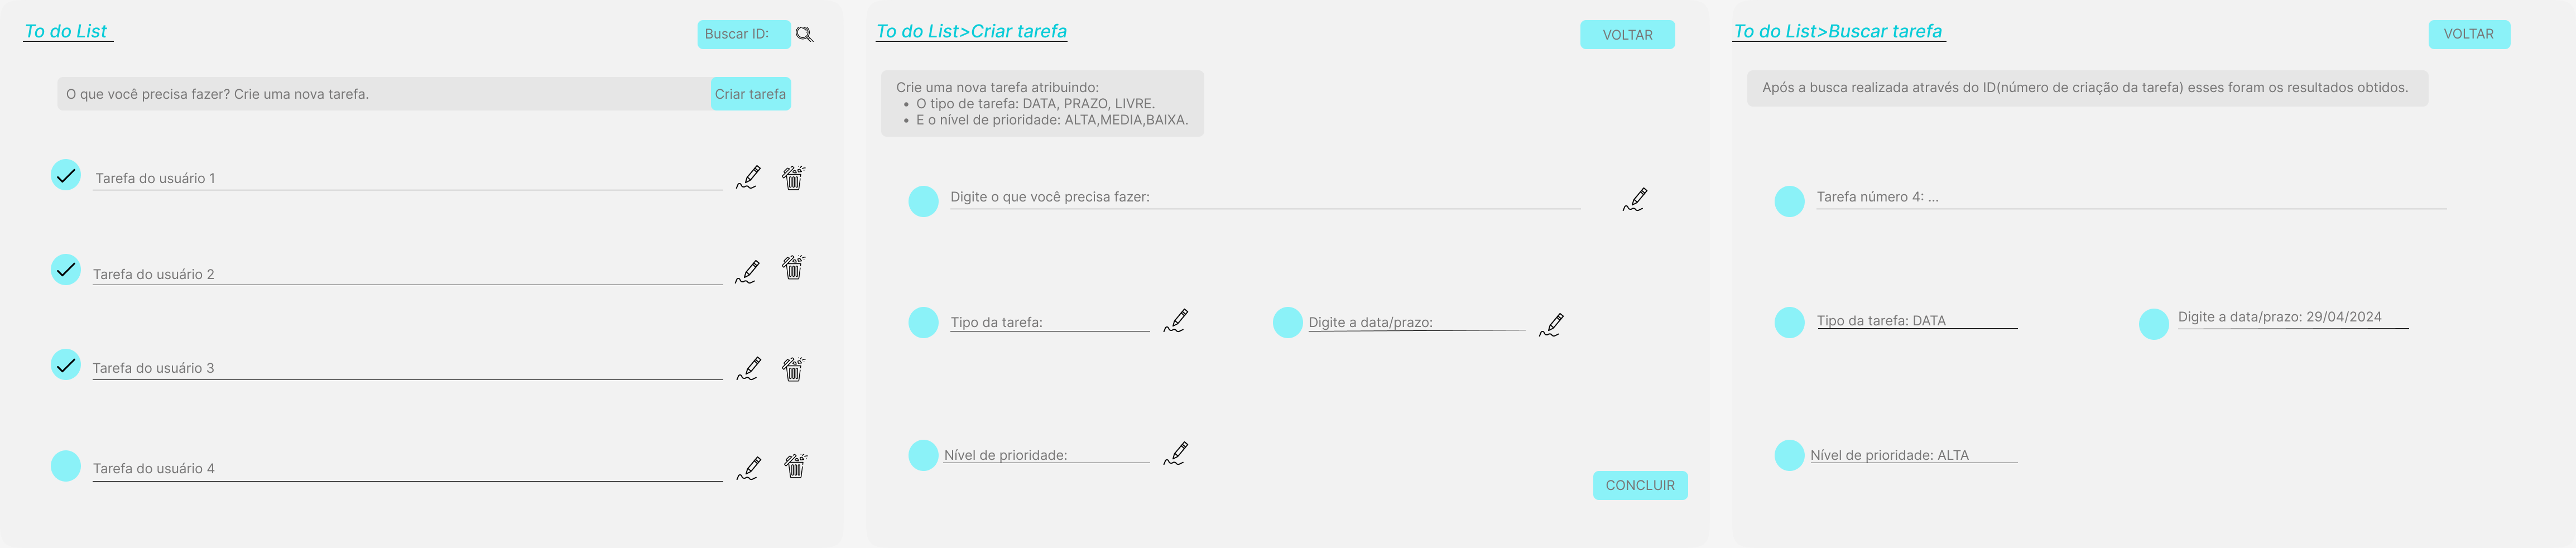 To do List
Buscar ID:
O que você precisa fazer? Crie uma nova tarefa.
Criar tarefa
Tarefa do usuário 1
Tarefa do usuário 2
Tarefa do usuário 3
Tarefa do usuário 4
To do List>Criar tarefa
VOLTAR
Crie uma nova tarefa atribuindo:
• O tipo de tarefa: DATA, PRAZO, LIVRE.
• E o nível de prioridade: ALTA,MEDIA,BAIXA.
Digite o que você precisa fazer:
Tipo da tarefa:
Digite a data/prazo:
Nível de prioridade:
CONCLUIR
To do List>Buscar tarefa
VOLTAR
Após a busca realizada através do ID(número de criação da tarefa) esses foram os resultados obtidos.
Tarefa número 4: ...
Tipo da tarefa: DATA
Digite a data/prazo: 29/04/2024
Nível de prioridade: ALTA